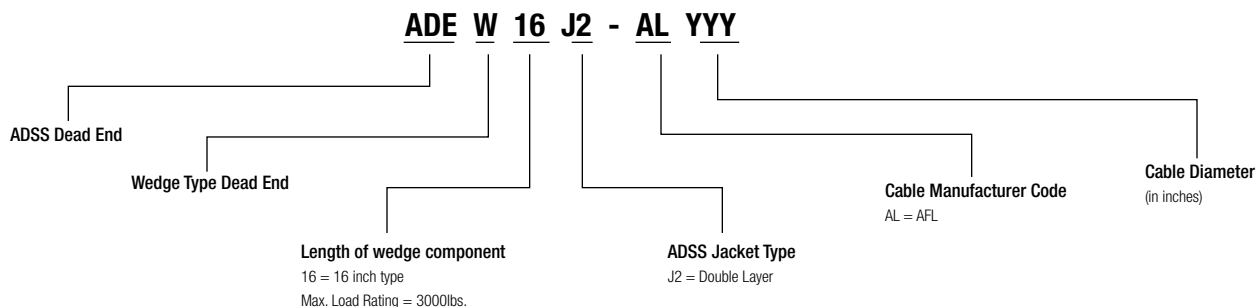 ADE W 16 J2 - AL YYY
ADSS Dead End
Wedge Type Dead End
Length of wedge component
16 = 16 inch type
Max. Load Rating = 3000lbs.
ADSS Jacket Type
J2 = Double Layer
Cable Manufacturer Code
AL = AFL
Cable Diameter
(in inches)